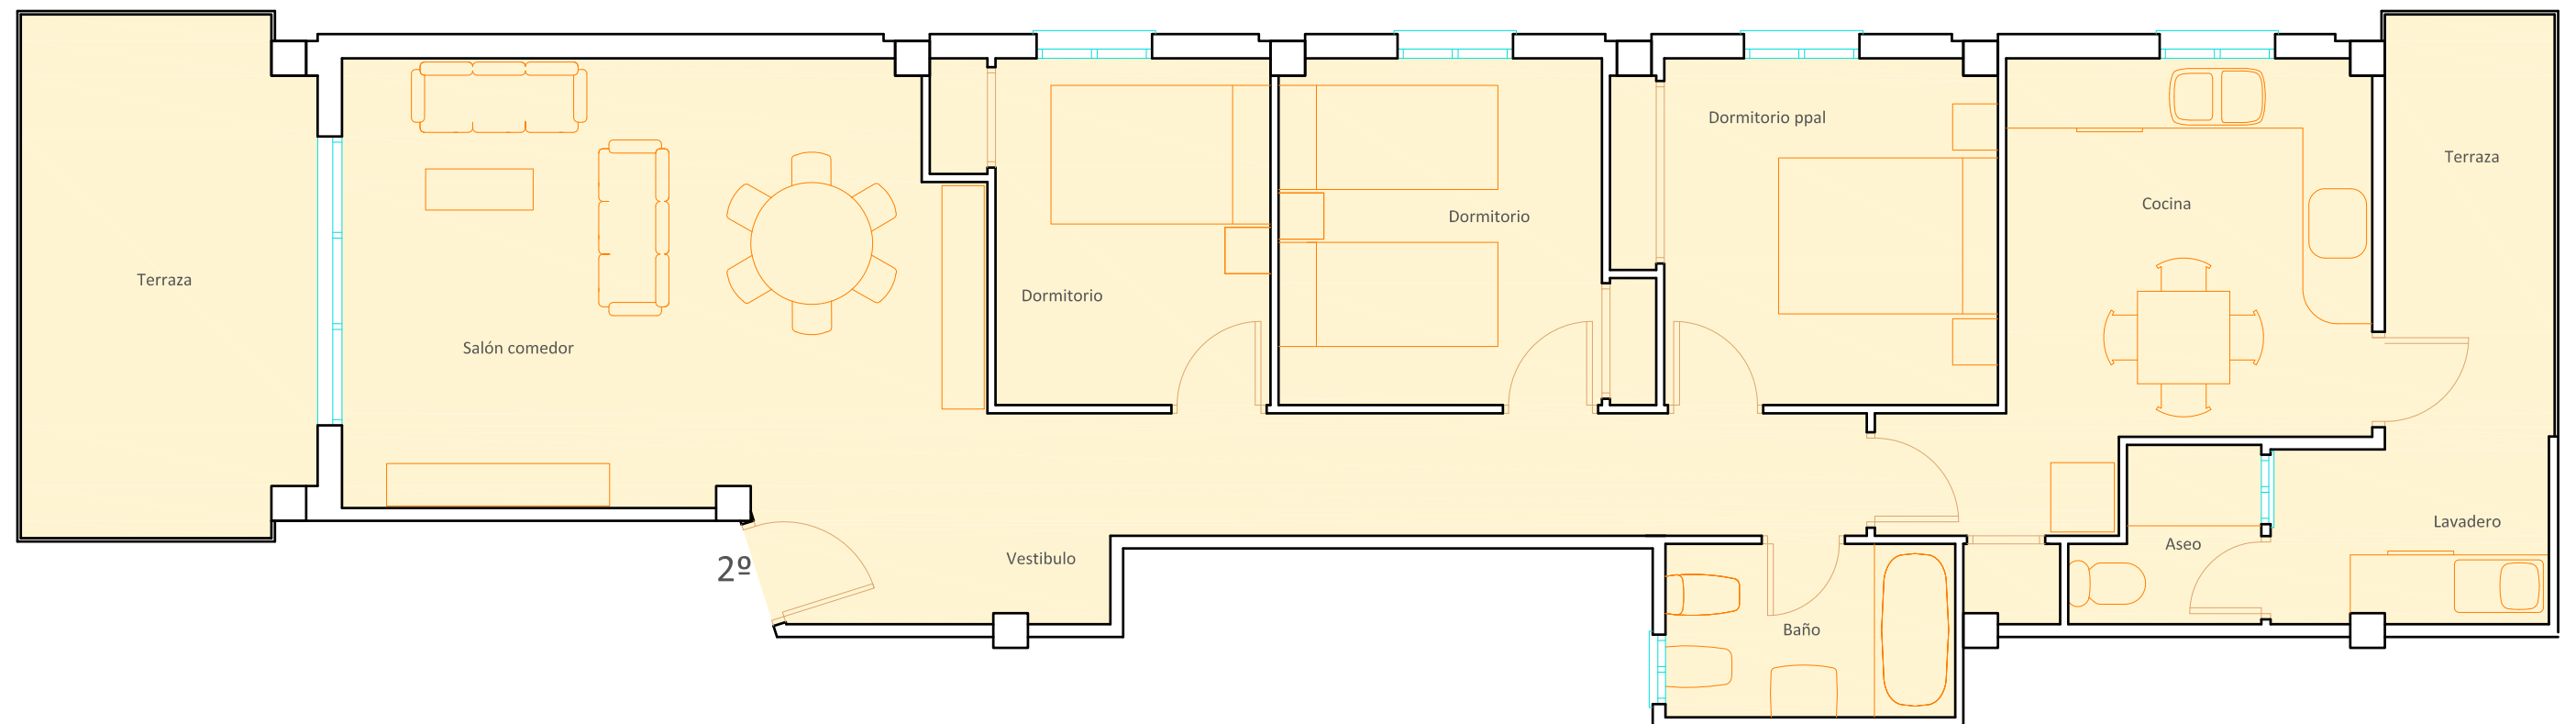 Terraza
Salón comedor
Dormitorio
Dormitorio
Dormitorio ppal
Cocina
Terraza
2º
Vestibulo
Baño
Aseo
Lavadero